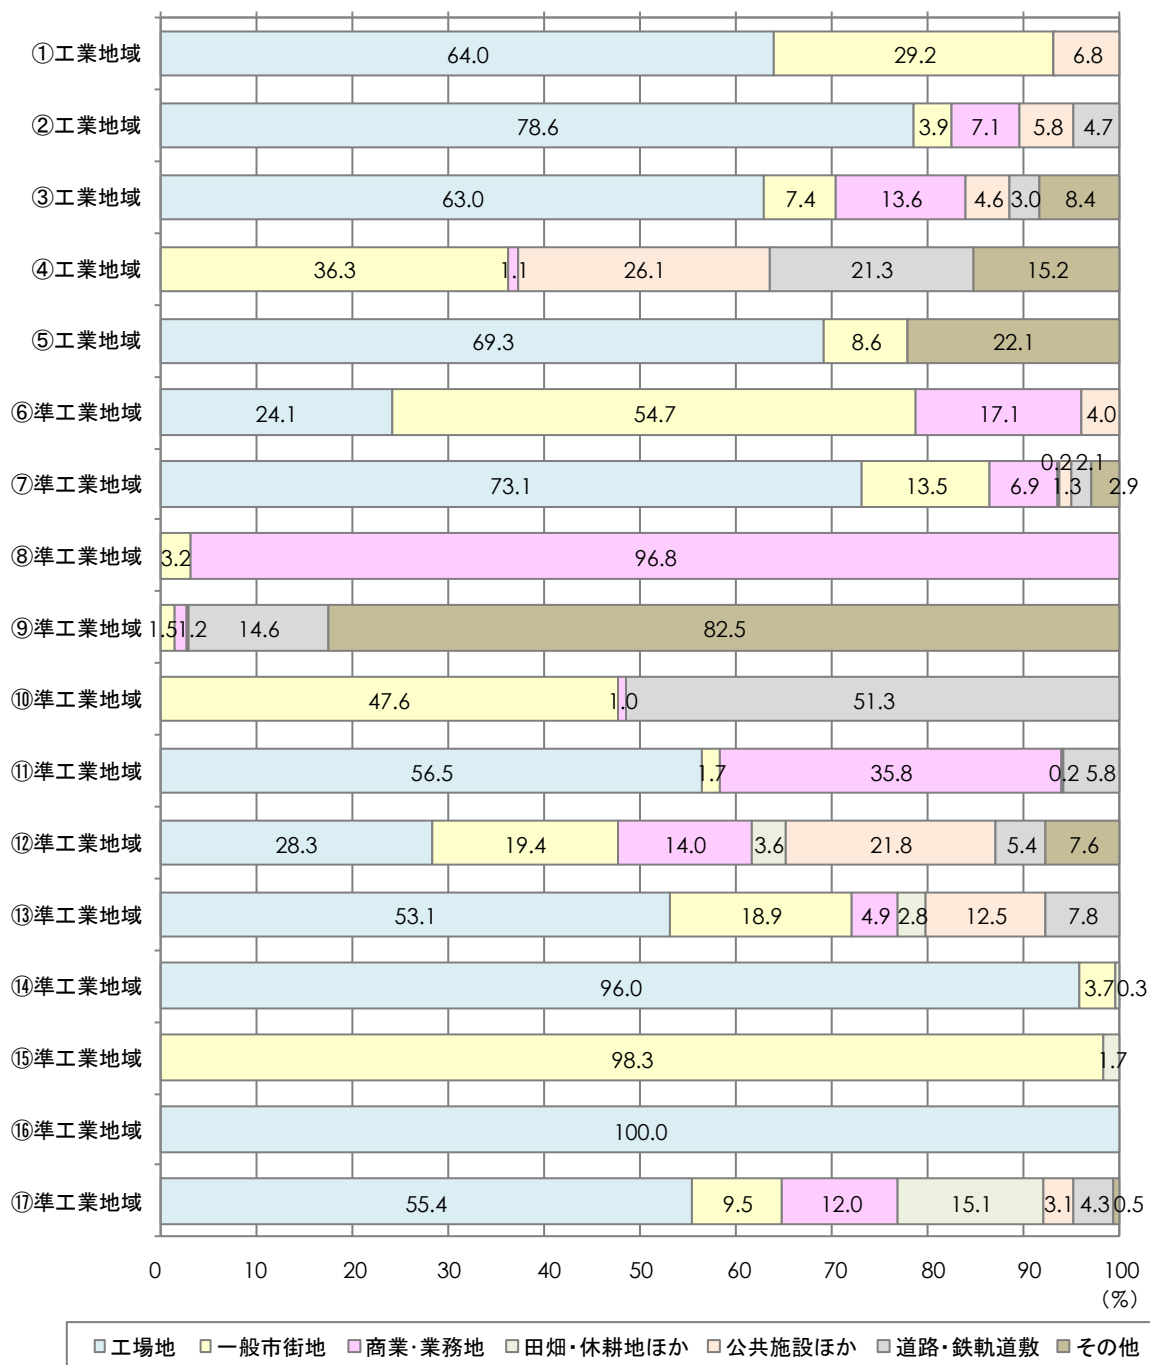 ①工業地域 64.0 29.2 6.8
②工業地域 78.6 3.9 7.1 5.8 4.7
③工業地域 63.0 7.4 13.6 4.6 3.0 8.4
④工業地域 36.3 1.1 26.1 21.3 15.2
⑤工業地域 69.3 8.6 22.1
⑥準工業地域 24.1 54.7 17.1 4.0
⑦準工業地域 73.1 13.5 6.9 0.2 1.3 2.1 2.9
⑧準工業地域 3.2 96.8
⑨準工業地域 1.5 1.2 14.6 82.5
⑩準工業地域 47.6 1.0 51.3
⑪準工業地域 56.5 1.7 35.8 0.2 5.8
⑫準工業地域 28.3 19.4 14.0 3.6 21.8 5.4 7.6
⑬準工業地域 53.1 18.9 4.9 2.8 12.5 7.8
⑭準工業地域 96.0 3.7 0.3
⑮準工業地域 98.3 1.7
⑯準工業地域 100.0
⑰準工業地域 55.4 9.5 12.0 15.1 3.1 4.3 0.5
0 10 20 30 40 50 60 70 80 90 100
(%)
工場地 一般市街地 商業･業務地 田畑・休耕地ほか 公共施設ほか 道路・鉄軌道敷 その他